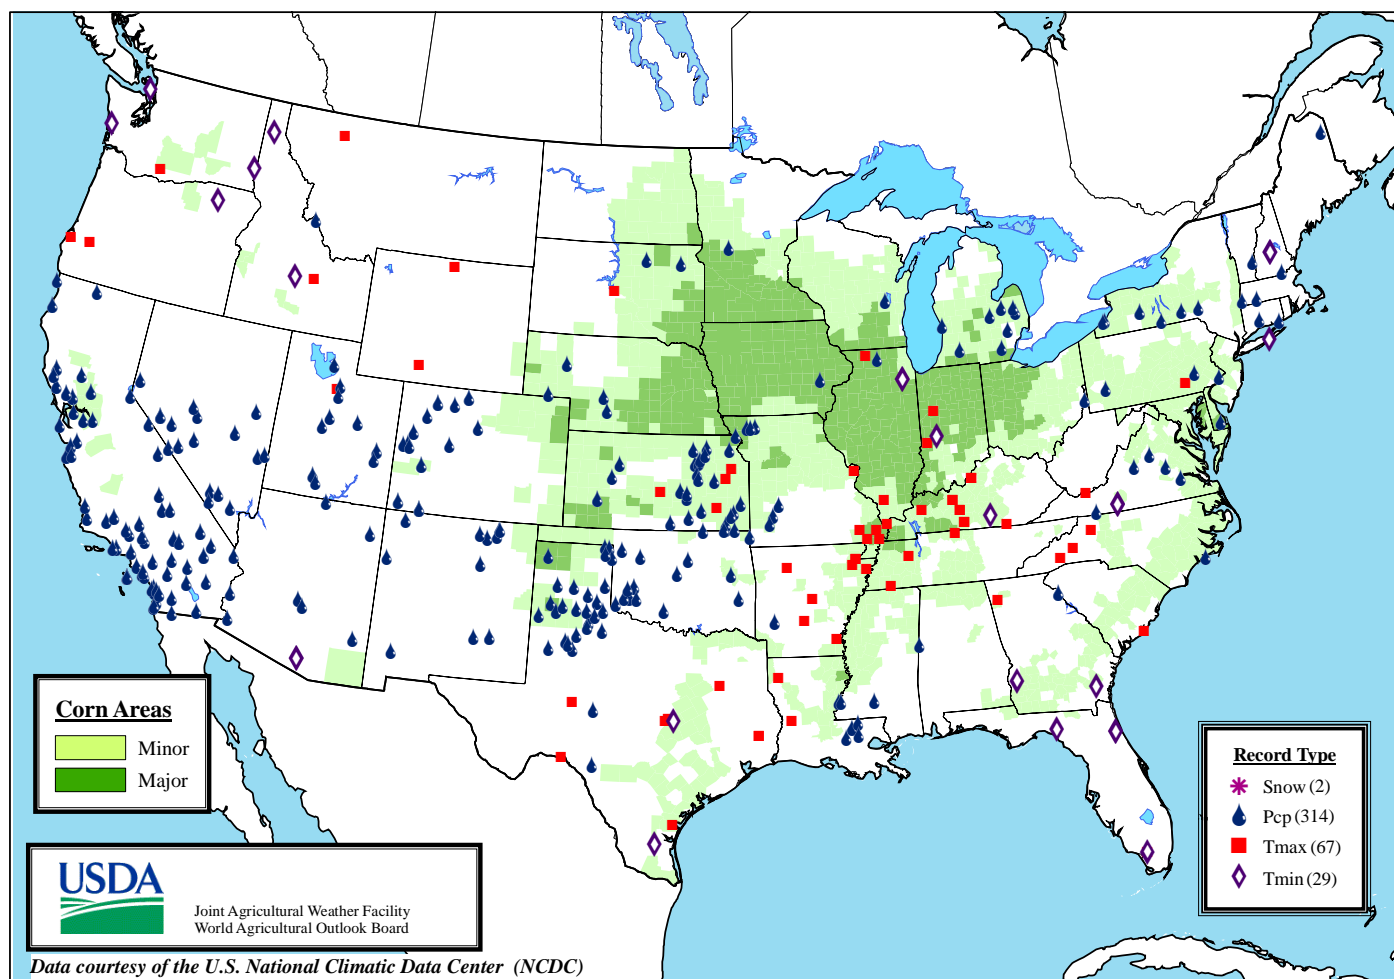 Corn Areas
Minor
Major
Record Type
Snow (2)
Pcp (314)
Tmax (67)
Tmin (29)
USDA
Joint Agricultural Weather Facility
World Agricultural Outlook Board
Data courtesy of the U.S. National Climatic Data Center (NCDC)